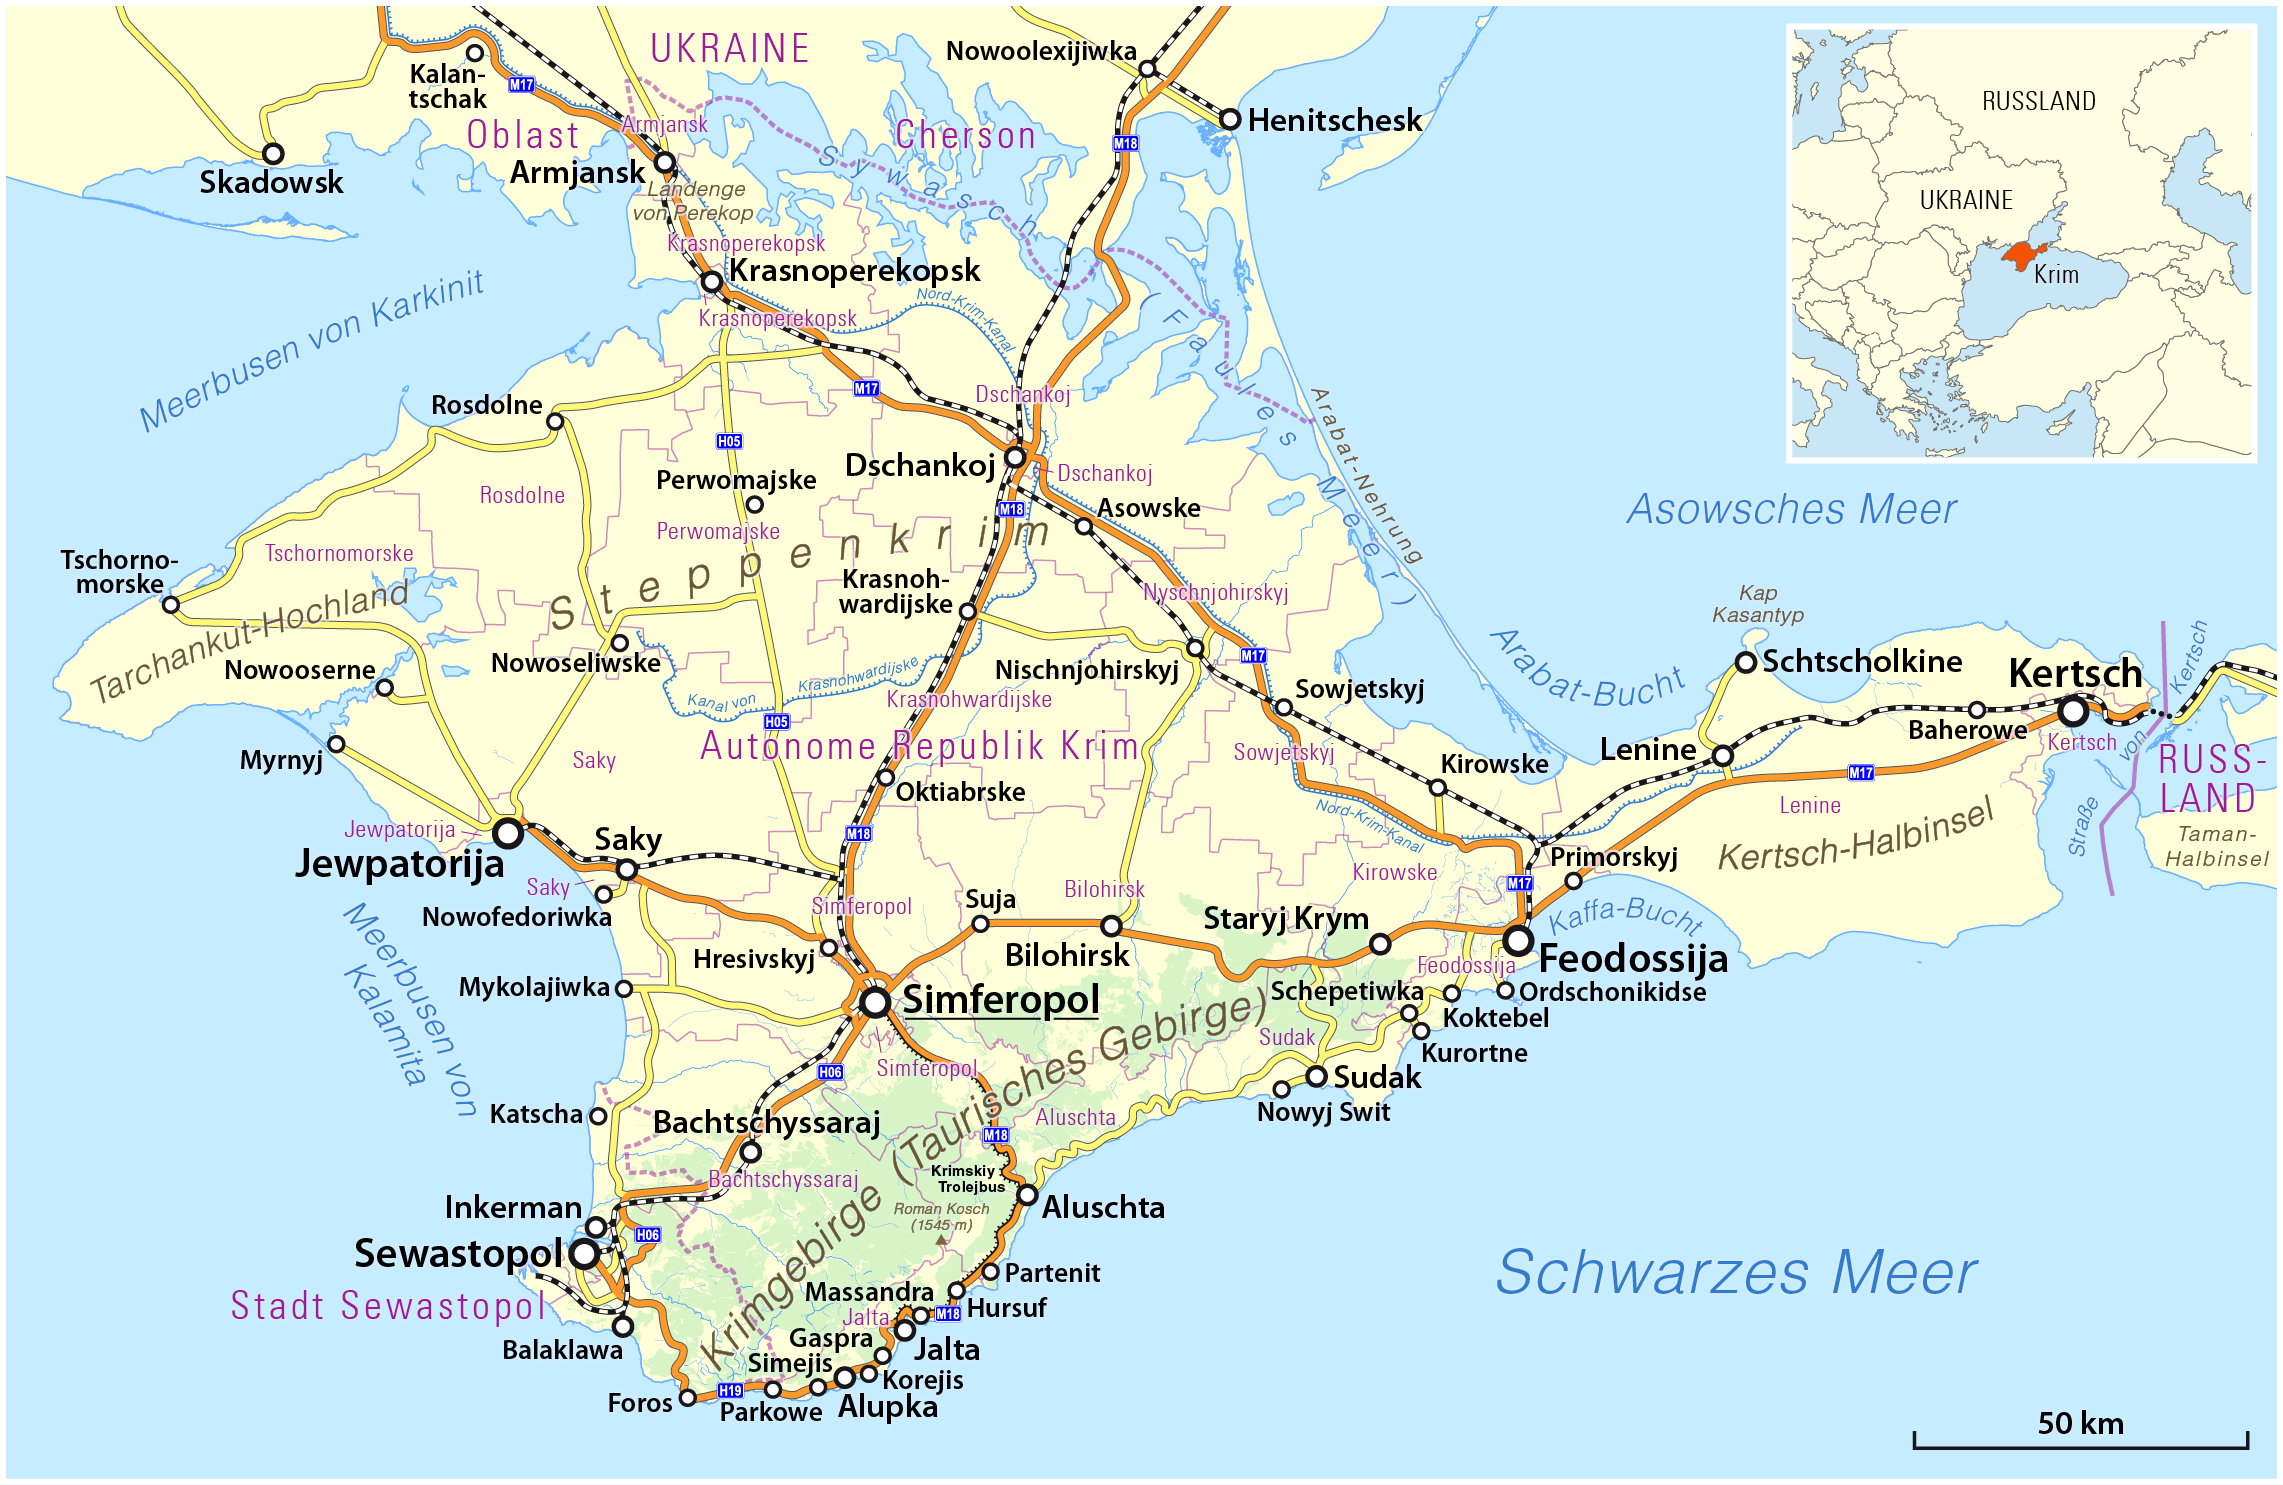 UKRAINE
Nowoolexijiwka
Kalan-
tschak
M17
RUSSLAND
Oblast
Armjansk
Cherson
Henitschesk
M18
Skadowsk
Armjansk
Landenge
von Perekop
Sywasch
UKRAINE
Krasnoperekopsk
Krasnoperekopsk
Krim
Meerbusen von Karkinit
Nord-Krim-Kanal
Krasnoperekopsk
(Faules Meer)
M17
Dschankoj
Rosdolne
Arabat-Nehrung
H05
Dschankoj
Dschankoj
Perwomajske
Rosdolne
M18
Asowske
Asowsches Meer
Perwomajske
Steppenkrim
Tschorno-
morske
Tschornomorske
Krasnoh-
wardijske
Nyschnjohirskyj
Kap
Kasantyp
Tarchankut-Hochland
Nowooserne
Nowoseliwske
Nischnjohirskyj
M17
Arabat-Bucht
Schtscholkine
Kertsch
Straße von Kertsch
Kanal von Krasnohwardijske
Krasnohwardijske
Sowjetskyj
H05
Baherowe
Kertsch
Myrnyj
Saky
Autonome Republik Krim
Sowjetskyj
Kirowske
Lenine
M17
RUSS-
LAND
Oktiabrske
Nord-Krim-Kanal
Lenine
Jewpatorija
Jewpatorija
Saky
M18
Kertsch-Halbinsel
Taman-
Halbinsel
Primorskyj
Saky
Nowofedoriwka
Simferopol
Suja
Bilohirsk
Kirowske
M17
Staryj Krym
Kaffa-Bucht
Meerbusen von
Kalamita
Hresivskyj
Bilohirsk
Feodossija
Feodossija
Mykolajiwka
Simferopol
Schepetiwka
Ordschonikidse
Koktebel
Sudak
Kurortne
H06
Simferopol
Krimgebirge (Taurisches Gebirge)
Sudak
Katscha
Bachtschyssaraj
Aluschta
Nowyj Swit
M18
Bachtschyssaraj
Krimskiy
Trolejbus
Inkerman
Roman Kosch
(1545 m)
Aluschta
H06
Sewastopol
Stadt Sewastopol
Partenit
Massandra
Hursuf
Jalta
M18
Balaklawa
Gaspra
Jalta
Simejis
Korejis
Foros
H19
Parkowe
Alupka
Schwarzes Meer
50 km